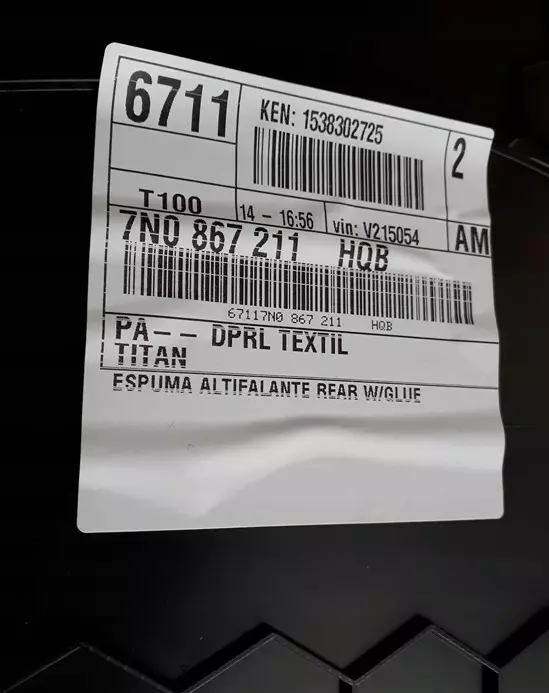 6711
KEN: 1538302725
2
T100
14 - 16:56
vin: V215054
AM
7N0 867 211 HQB
67117N0 867 211 HQB
PA-- DPRL TEXTIL
TITAN
ESPUMA ALTIFALANTE REAR W/GLUE